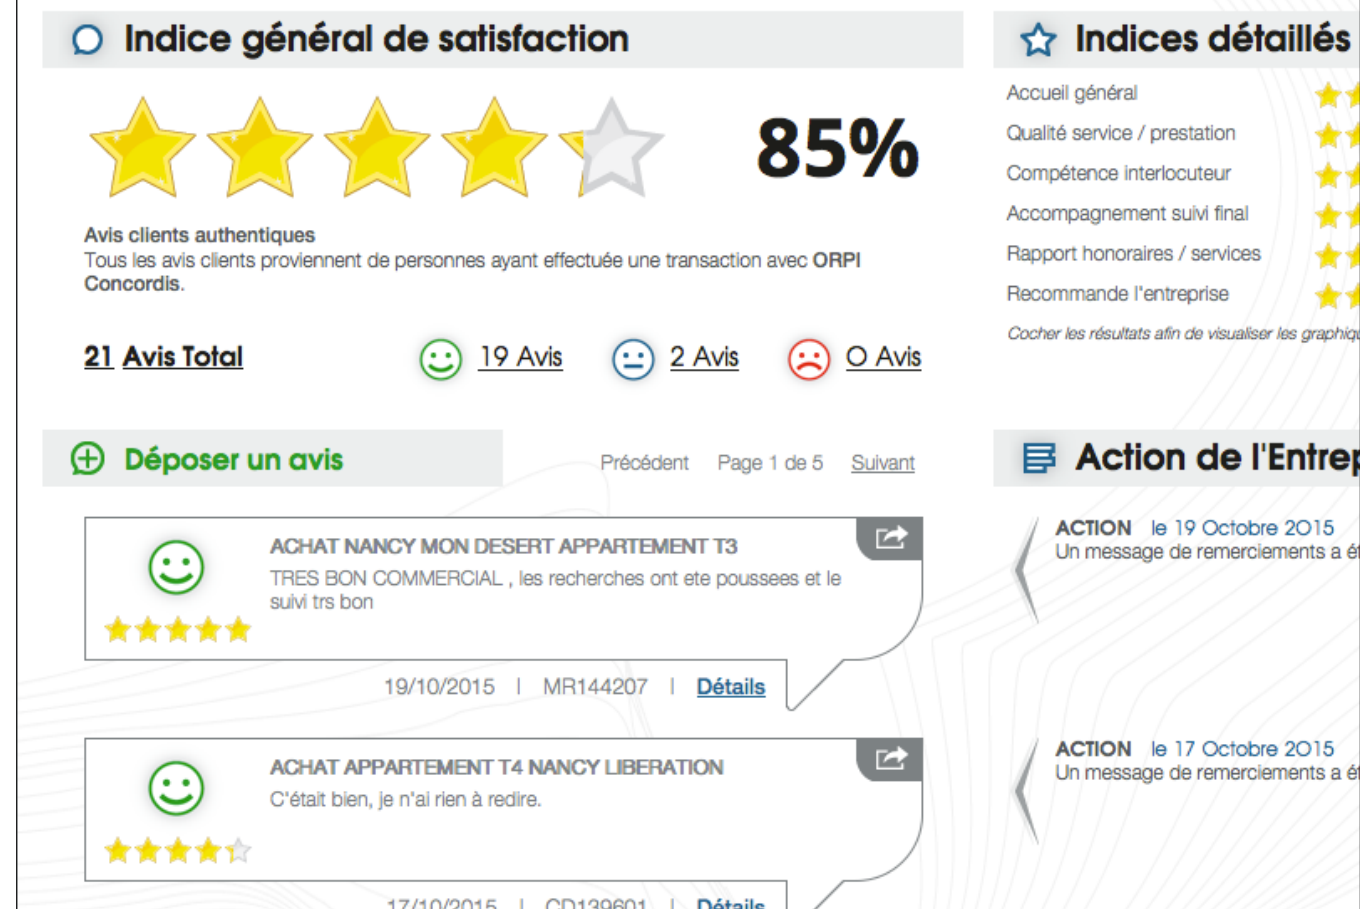 Indice général de satisfaction
85%
Avis clients authentiques
Tous les avis clients proviennent de personnes ayant effectuée une transaction avec ORPI
Concordis.
21 Avis Total
19 Avis
2 Avis
0 Avis
Indices détaillés
Accueil général
Qualité service / prestation
Compétence interlocuteur
Accompagnement suivi final
Rapport honoraires / services
Recommande l'entreprise
Cocher les résultats afin de visualiser les
Déposer un avis
Précédent Page 1 de 5 Suivant
ACHAT NANCY MON DESERT APPARTEMENT T3
TRES BON COMMERCIAL , les recherches ont ete poussees et le
suivi trs bon
19/10/2015 | MR144207 | Détails
ACHAT APPARTEMENT T4 NANCY LIBERATION
C'était bien, je n'ai rien à redire.
17/10/2015 | CD139601 | Détails
Action de
ACTION le 19 Octobre 2015
Un message de remerciements a
ACTION le 17 Octobre 2015
Un message de remerciements a